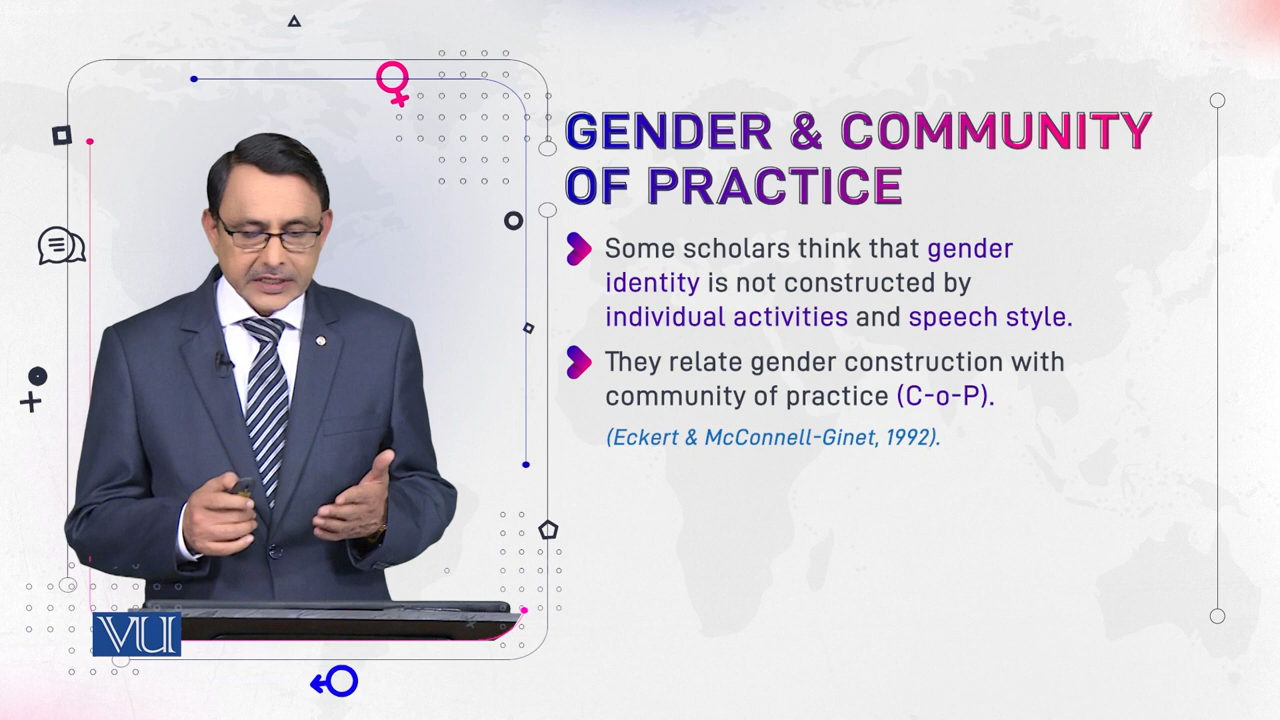 GENDER & COMMUNITY
OF PRACTICE
Some scholars think that gender
identity is not constructed by
individual activities and speech style.
They relate gender construction with
community of practice (C-o-P).
(Eckert & McConnell-Ginet, 1992).
VU